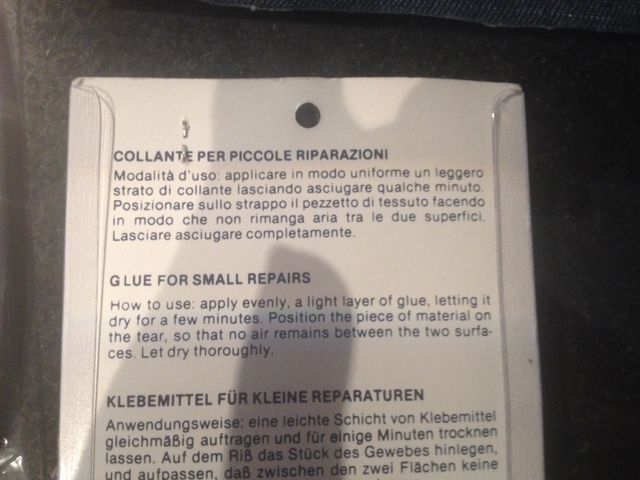 COLLANTE PER PICCOLE RIPARAZIONI
Modalità d'uso: applicare in modo uniforme un leggero
strato di collante lasciando asciugare qualche minuto.
Posizionare sullo strappo il pezzetto di tessuto facendo
in modo che non rimanga aria tra le due superfici.
Lasciare asciugare completamente.
GLUE FOR SMALL REPAIRS
How to use: apply evenly, a light layer of glue, letting it
dry for a few minutes. Position the piece of material on
the tear, so that no air remains between the two surfa-
ces. Let dry thoroughly.
KLEBEMITTEL FÜR KLEINE REPARATUREN
Anwendungsweise: eine leichte Schicht von Klebemittel
gleichmäßig auftragen und für einige Minuten trocknen
lassen. Auf dem Riß das Stück des Gewebes hinlegen,
und aufpassen, daß zwischen den zwei Flächen keine